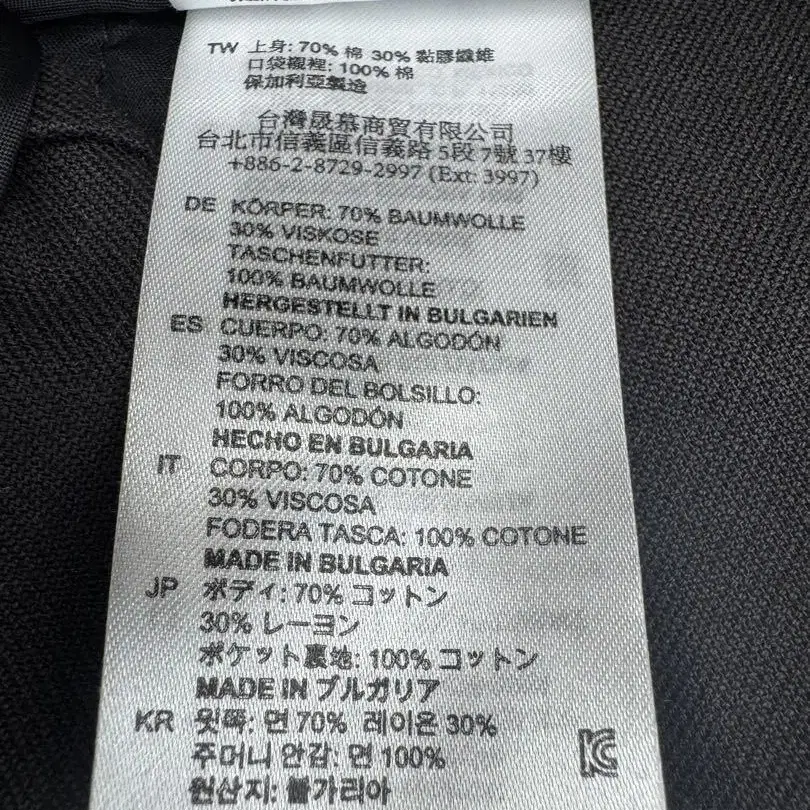 TW 上身: 70% 棉 30% 黏膠纖維
口袋襯裡: 100% 棉
保加利亞製造
台灣晟慕商貿有限公司
台北市信義區信義路 5段 7號 37樓
+886-2-8729-2997 (Ext: 3997)
DE KÖRPER: 70% BAUMWOLLE
30% VISKOSE
TASCHENFUTTER:
100% BAUMWOLLE
HERGESTELLT IN BULGARIEN
ES CUERPO: 70% ALGODÓN
30% VISCOSA
FORRO DEL BOLSILLO:
100% ALGODÓN
HECHO EN BULGARIA
IT CORPO: 70% COTONE
30% VISCOSA
FODERA TASCA: 100% COTONE
MADE IN BULGARIA
JP ボディ: 70% コットン
30% レーヨン
ポケット裏地: 100% コットン
MADE IN ブルガリア
KR 윗쪽: 면 70% 레이온 30%
주머니 안감: 면 100%
원산지: 불가리아